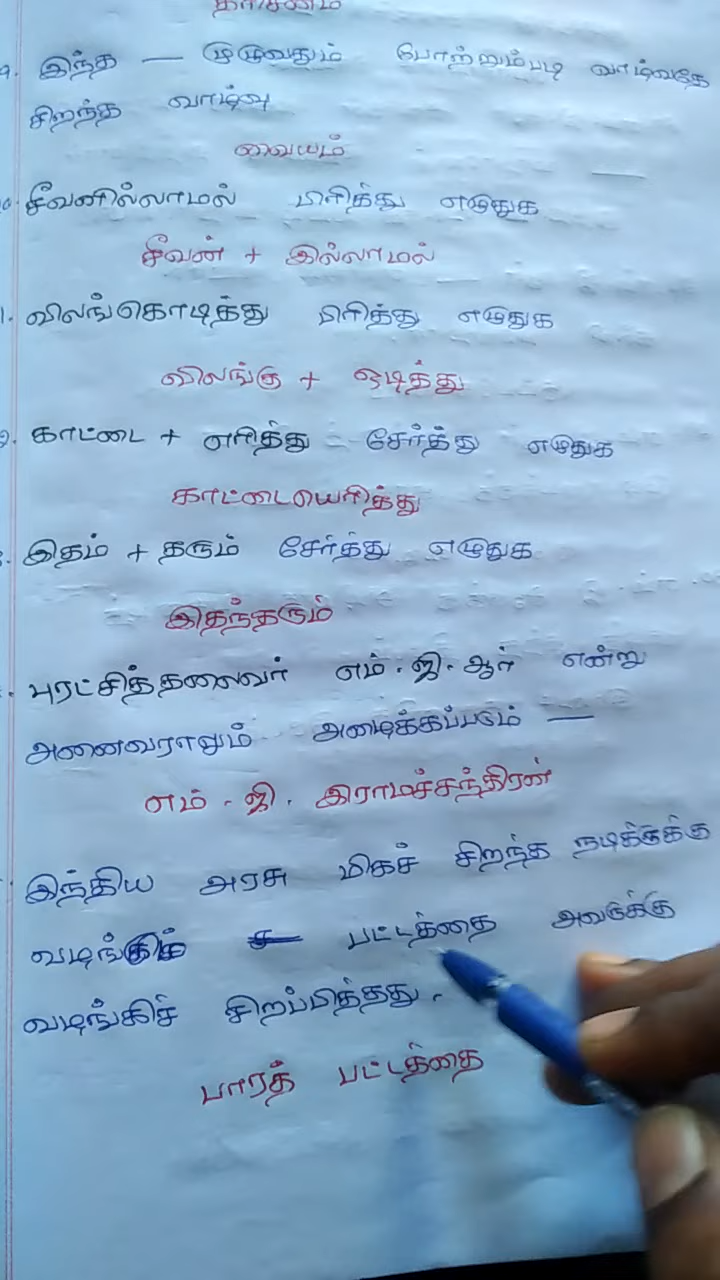 9. இந்த — முழுவதும் போற்றும்படி வாழ்வதே
சிறந்த வாழ்வு
வையம்
சீவனில்லாமல் பிரித்து எழுதுக
சீவன் + இல்லாமல்
விலங்கொடித்து பிரித்து எழுதுக
விலங்கு + ஒடித்து
காட்டை + எரித்து சேர்த்து எழுதுக
காட்டையெரித்து
இதம் + தரும் சேர்த்து எழுதுக
இதந்தரும்
புரட்சித்தலைவர் எம்.ஜி.ஆர் என்று
அனைவராலும் அழைக்கப்படும் —
எம்.ஜி. இராமச்சந்திரன்
இந்திய அரசு மிகச் சிறந்த நடிக்குக்கு
பட்டத்தை அவருக்கு
வழங்கிச் சிறப்பித்தது.
பாரத் பட்டத்தை